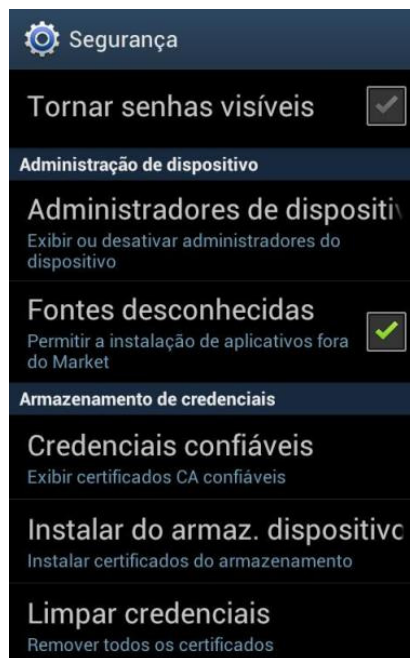 Segurança
Tornar senhas visíveis
Administração de dispositivo
Administradores de dispositiv
Exibir ou desativar administradores do
dispositivo
Fontes desconhecidas
Permitir a instalação de aplicativos fora
do Market
Armazenamento de credenciais
Credenciais confiáveis
Exibir certificados CA confiáveis
Instalar do armaz. dispositivo
Instalar certificados do armazenamento
Limpar credenciais
Remover todos os certificados